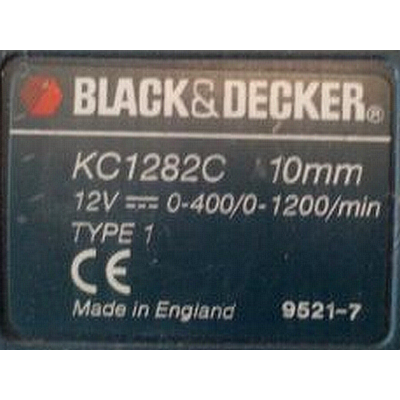 BLACK&DECKER®
KC1282C 10mm
12V ⎓ 0-400/0-1200/min
TYPE 1
CE
Made in England 9521-7